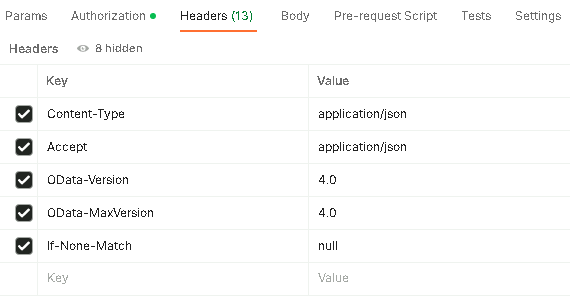 Params Authorization Headers (13) Body Pre-request Script Tests Settings
Headers 8 hidden
Key Value
Content-Type application/json
Accept application/json
OData-Version 4.0
OData-MaxVersion 4.0
If-None-Match null
Key Value